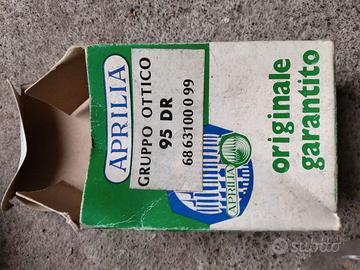 APRILIA
GRUPPO OTTICO
95 DR
68 63100 0 99
APRILIA
originale
garantito
subito